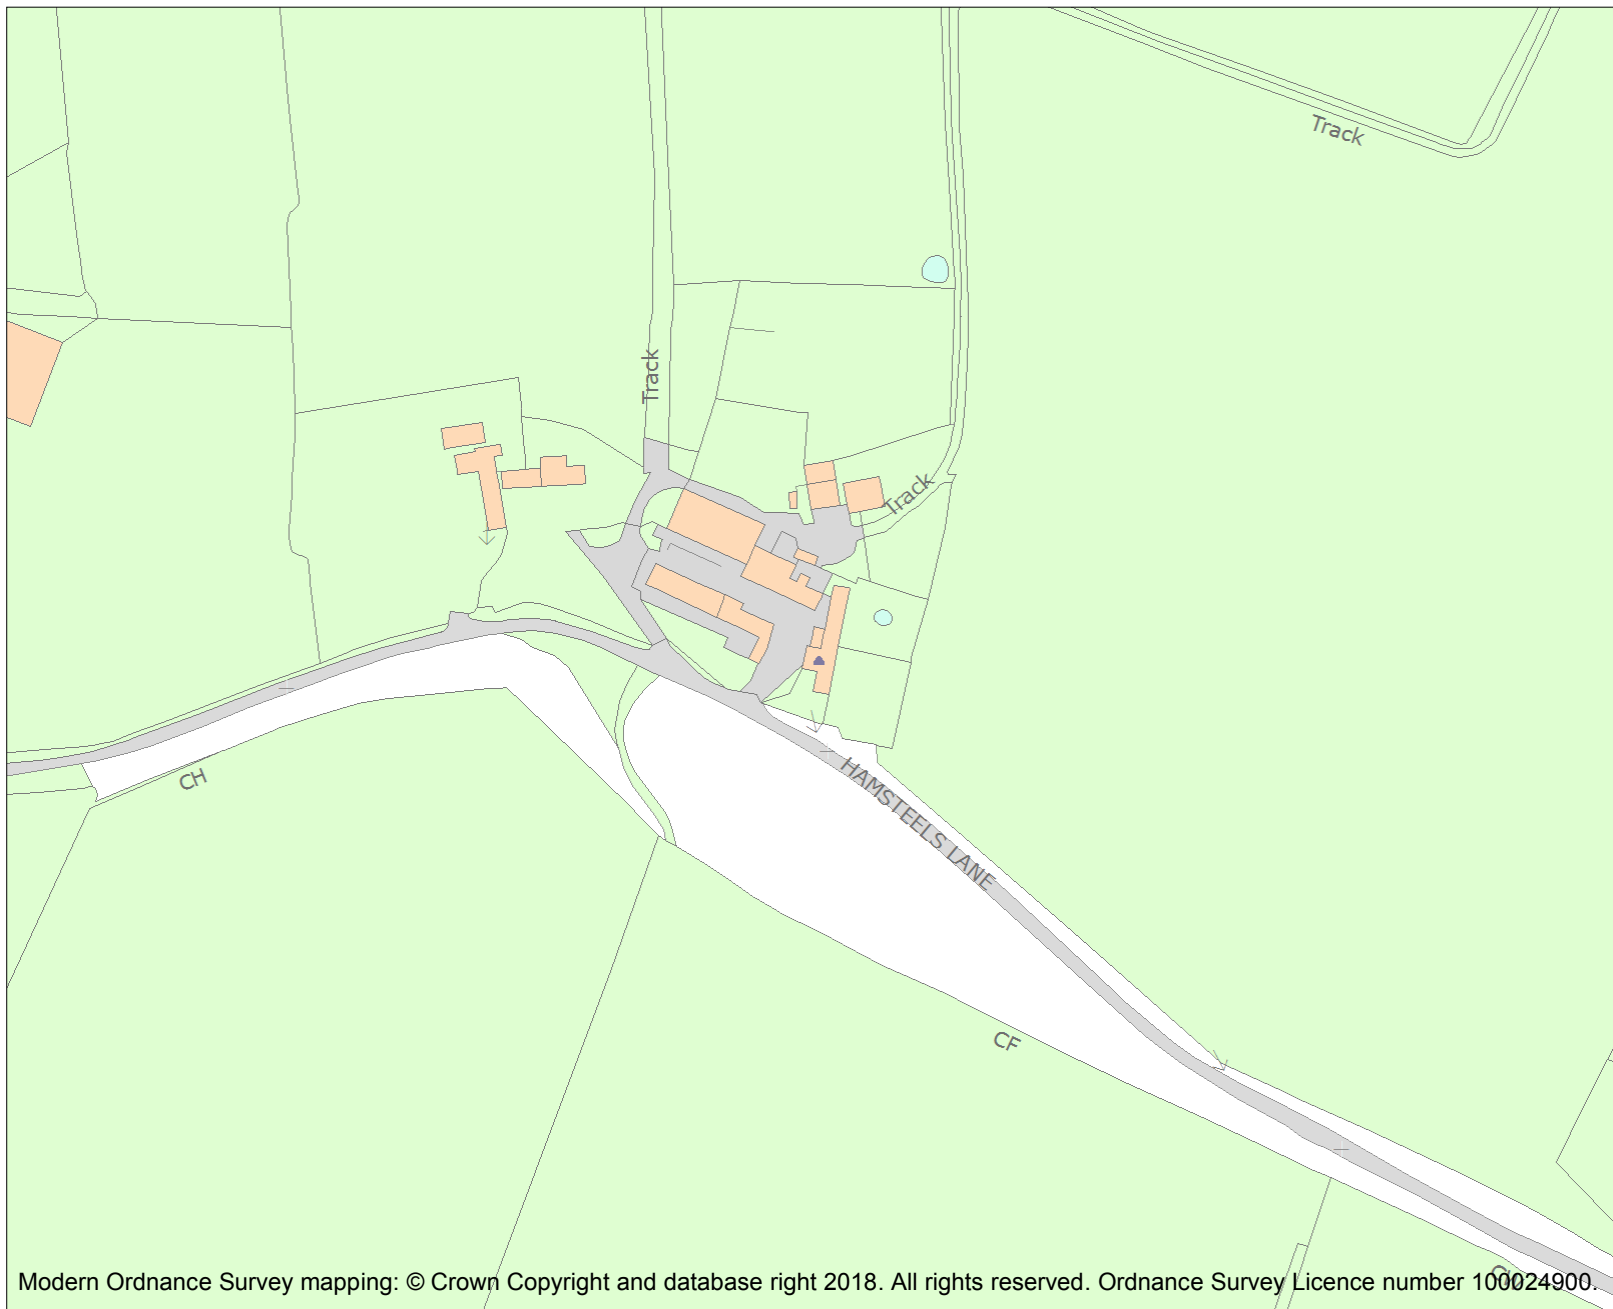 Track
Track
Track
CH
HAMSTEELS LANE
CF
Modern Ordnance Survey mapping: © Crown Copyright and database right 2018. All rights reserved. Ordnance Survey Licence number 100024900.